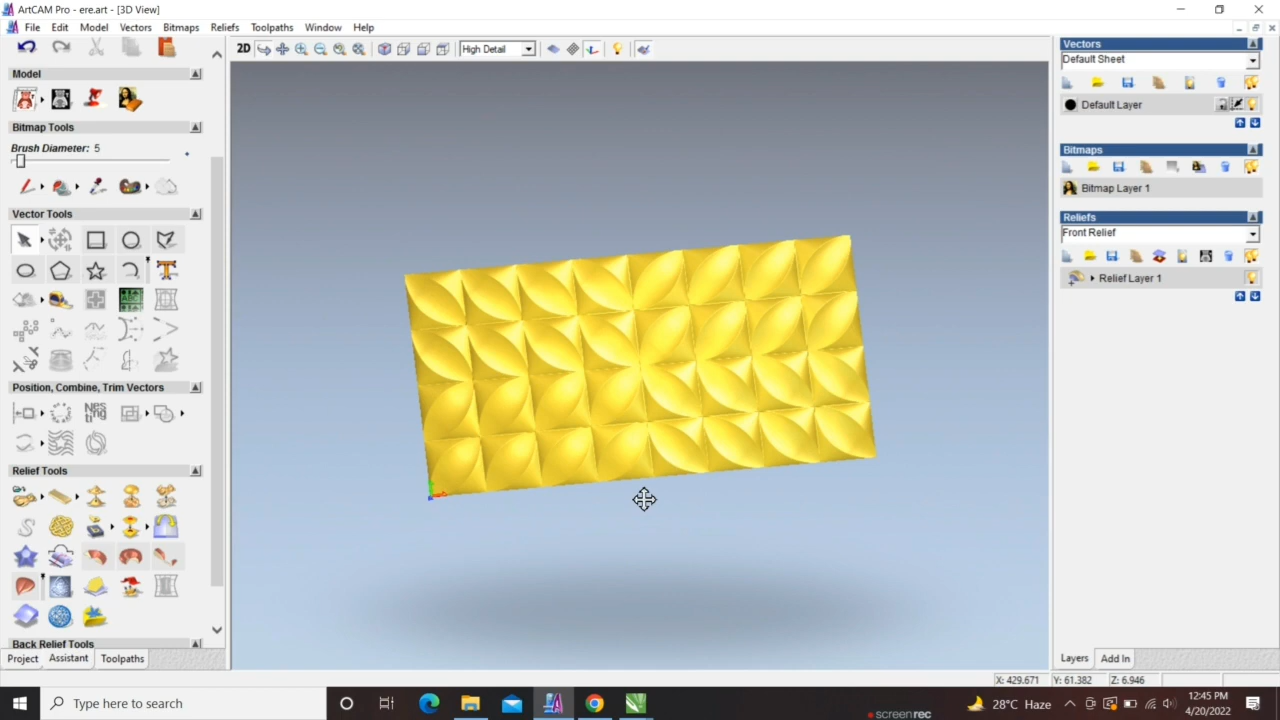 ArtCAM Pro - ere.art - [3D View]
File Edit Model Vectors Bitmaps Reliefs Toolpaths Window Help
2D
High Detail
Model
Bitmap Tools
Brush Diameter: 5
Vector Tools
Position, Combine, Trim Vectors
Relief Tools
Back Relief Tools
Project Assistant Toolpaths
Vectors
Default Sheet
Default Layer
Bitmaps
Bitmap Layer 1
Reliefs
Front Relief
Relief Layer 1
Layers Add In
X: 429.671 Y: 61.382 Z: 6.946
Type here to search
screenrec
28°C Haze
12:45 PM
4/20/2022